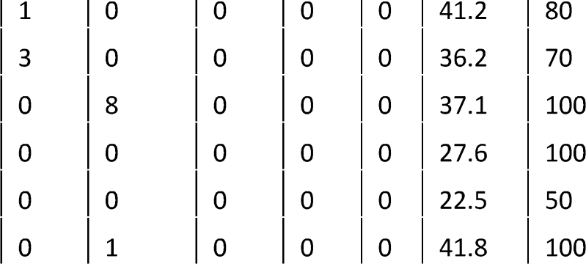 | 1 | 0 | 0 | 0 | 0 | 41.2 | 80
| 3 | 0 | 0 | 0 | 0 | 36.2 | 70
| 0 | 8 | 0 | 0 | 0 | 37.1 | 100
| 0 | 0 | 0 | 0 | 0 | 27.6 | 100
| 0 | 0 | 0 | 0 | 0 | 22.5 | 50
| 0 | 1 | 0 | 0 | 0 | 41.8 | 100